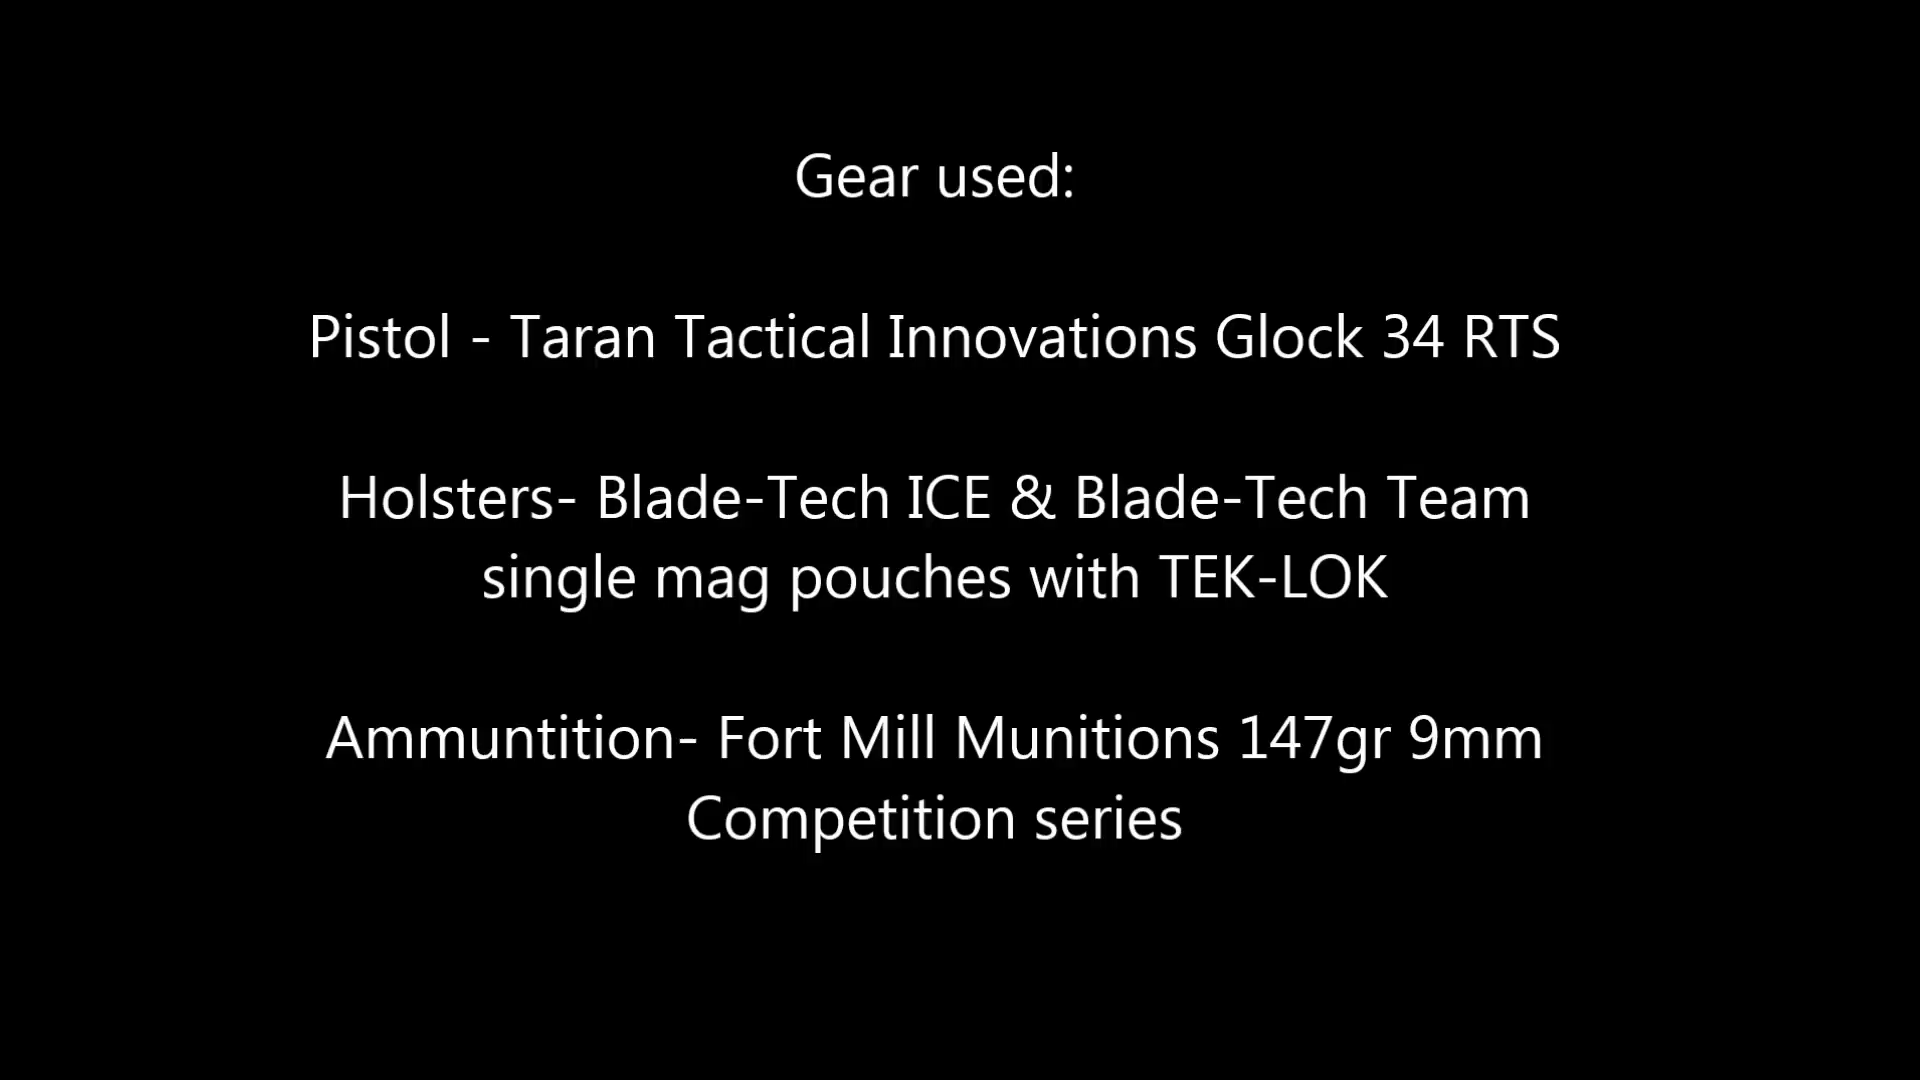 Gear used:
Pistol - Taran Tactical Innovations Glock 34 RTS
Holsters- Blade-Tech ICE & Blade-Tech Team
single mag pouches with TEK-LOK
Ammuntition- Fort Mill Munitions 147gr 9mm
Competition series